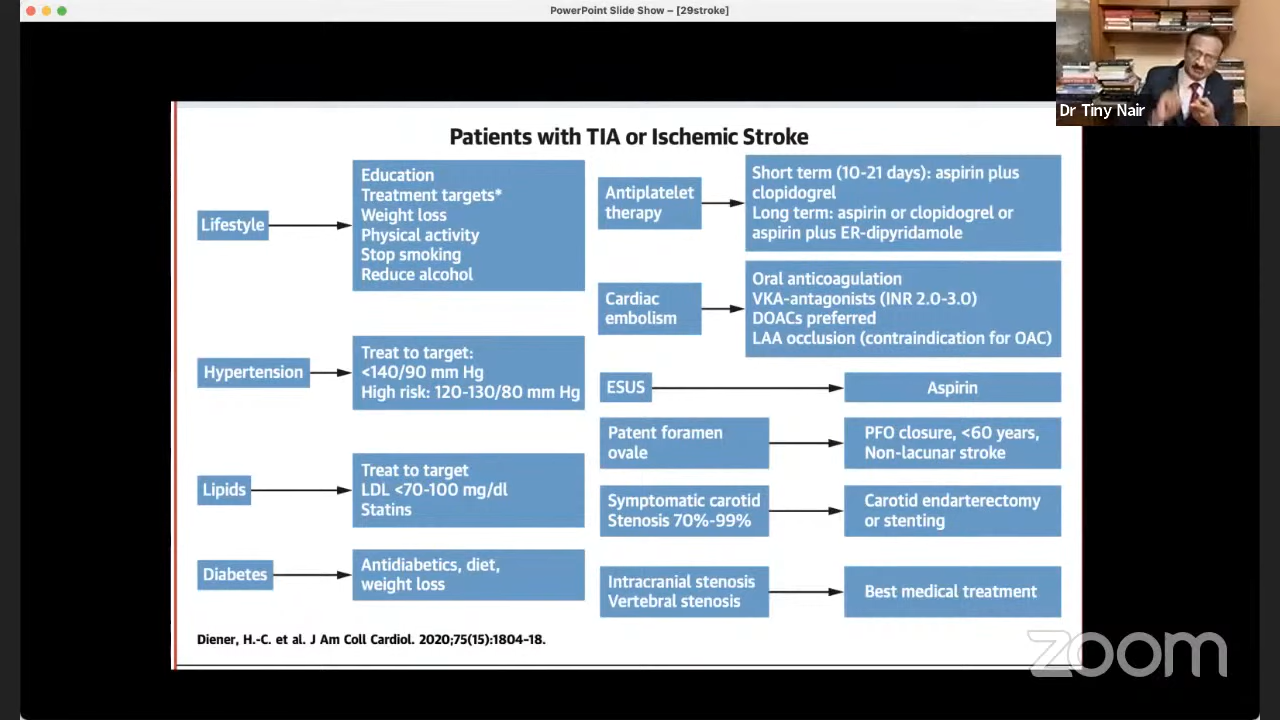 PowerPoint Slide Show – [29stroke]
Dr Tiny Nair
Patients with TIA or Ischemic Stroke
Lifestyle
Education
Treatment targets*
Weight loss
Physical activity
Stop smoking
Reduce alcohol
Hypertension
Treat to target:
<140/90 mm Hg
High risk: 120-130/80 mm Hg
Lipids
Treat to target
LDL <70-100 mg/dl
Statins
Diabetes
Antidiabetics, diet,
weight loss
Antiplatelet
therapy
Short term (10-21 days): aspirin plus
clopidogrel
Long term: aspirin or clopidogrel or
aspirin plus ER-dipyridamole
Cardiac
embolism
Oral anticoagulation
VKA-antagonists (INR 2.0-3.0)
DOACs preferred
LAA occlusion (contraindication for OAC)
ESUS
Aspirin
Patent foramen
ovale
PFO closure, <60 years,
Non-lacunar stroke
Symptomatic carotid
Stenosis 70%-99%
Carotid endarterectomy
or stenting
Intracranial stenosis
Vertebral stenosis
Best medical treatment
Diener, H.-C. et al. J Am Coll Cardiol. 2020;75(15):1804-18.
zoom